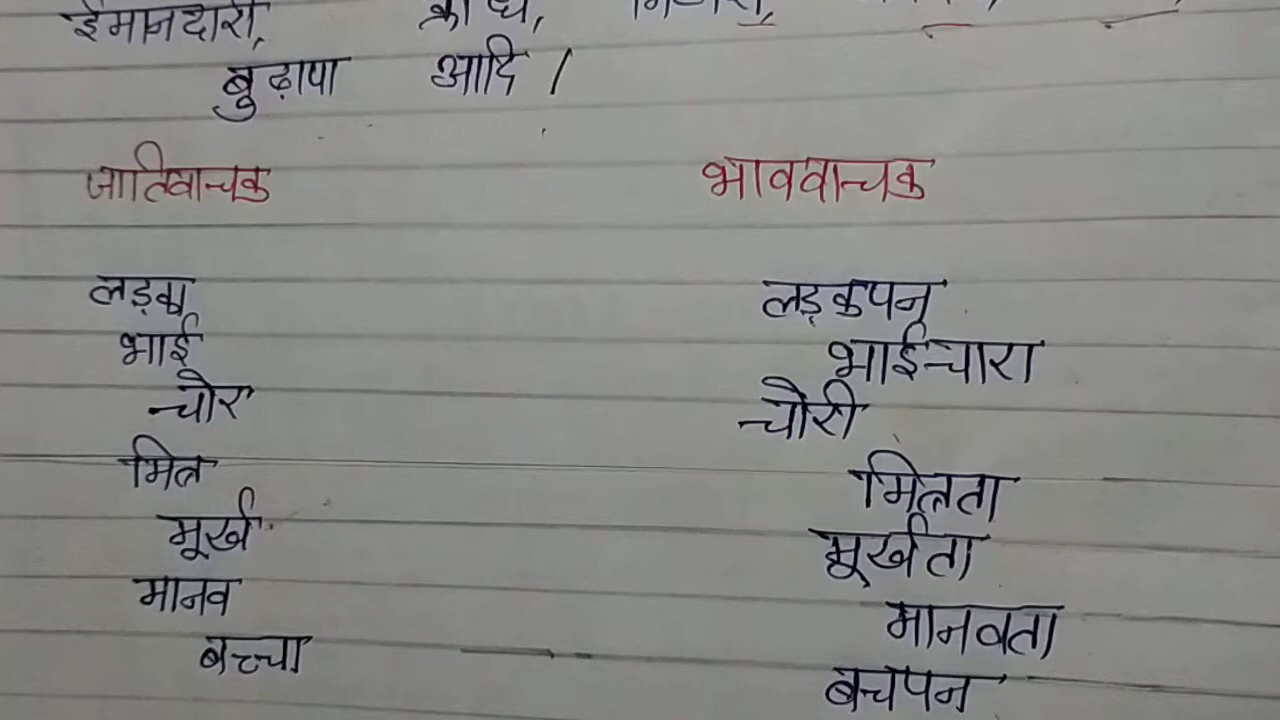 ईमानदारी, क्रोध,
बुढ़ापा आदि ।
जातिवाचक भाववाचक
लड़का लड़कपन
भाई भाईचारा
चोर चोरी
मित्र मित्रता
मूर्ख मूर्खता
मानव मानवता
बच्चा बचपन